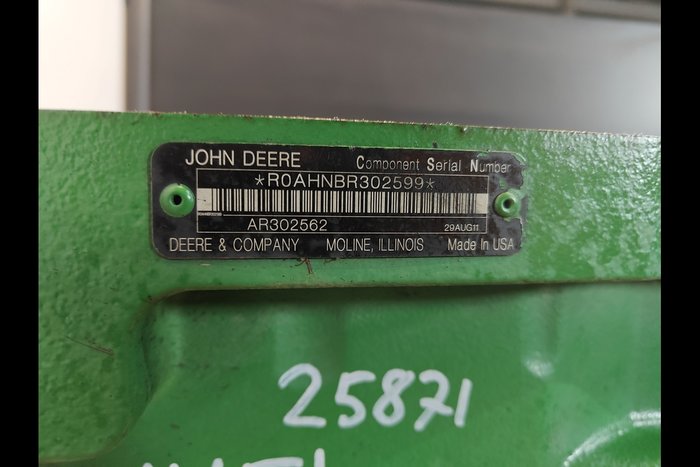 JOHN DEERE Component Serial Number
*R0AHNBR302599*
AR302562 29AUG11
DEERE & COMPANY MOLINE, ILLINOIS Made In USA
25871